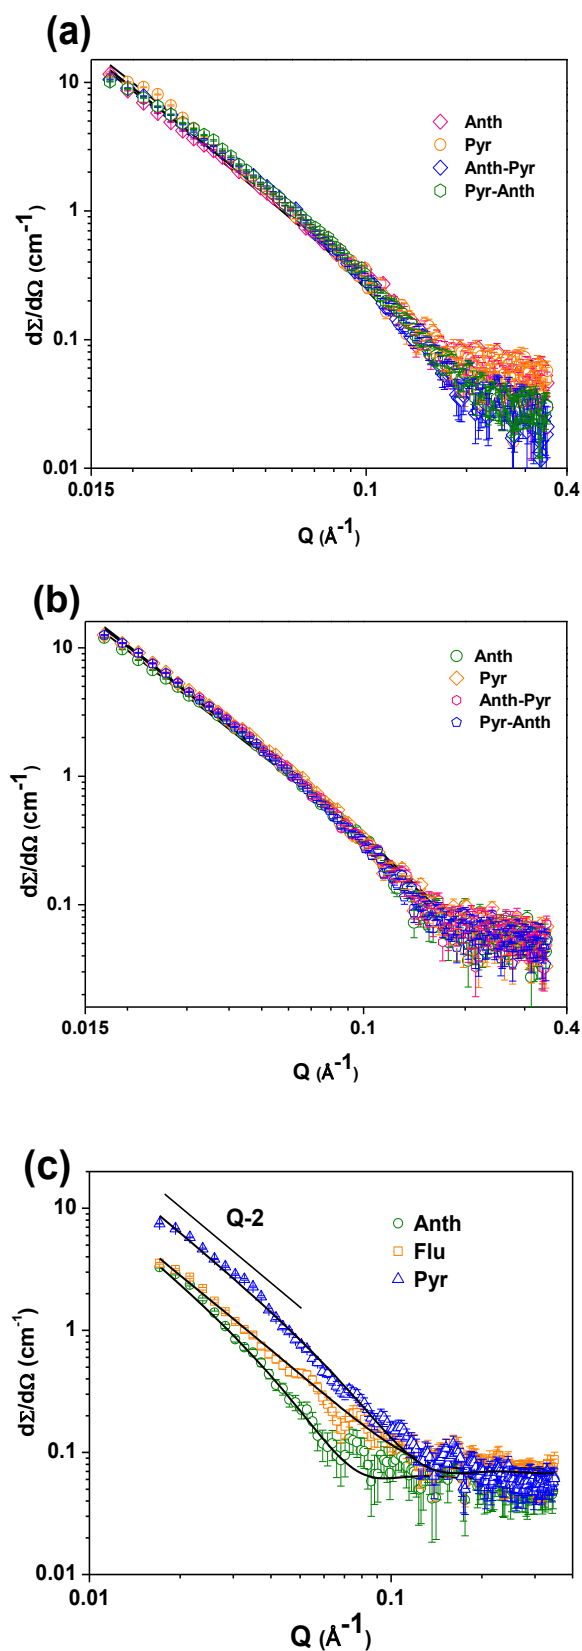 (a)
10
1
0.1
0.01
0.015
0.1
0.4
dΣ/dΩ (cm-1)
Q (Å-1)
Anth
Pyr
Anth-Pyr
Pyr-Anth
(b)
10
1
0.1
0.015
0.1
0.4
dΣ/dΩ (cm-1)
Q (Å-1)
Anth
Pyr
Anth-Pyr
Pyr-Anth
(c)
10
1
0.1
0.01
0.01
0.1
dΣ/dΩ (cm-1)
Q (Å-1)
Q-2
Anth
Flu
Pyr